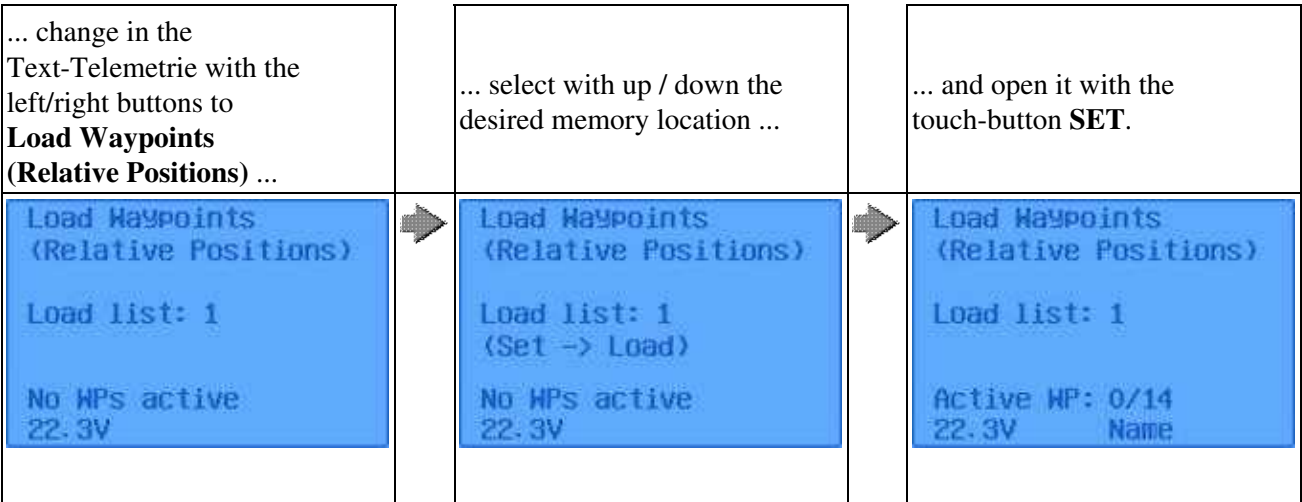 ... change in the
Text-Telemetrie with the
left/right buttons to
Load Waypoints
(Relative Positions) ...
... select with up / down the
desired memory location ...
... and open it with the
touch-button SET.
Load Waypoints
(Relative Positions)
Load list: 1
No WPs active
22.3V
Load Waypoints
(Relative Positions)
Load list: 1
(Set -> Load)
No WPs active
22.3V
Load Waypoints
(Relative Positions)
Load list: 1
Active WP: 0/14
22.3V Name